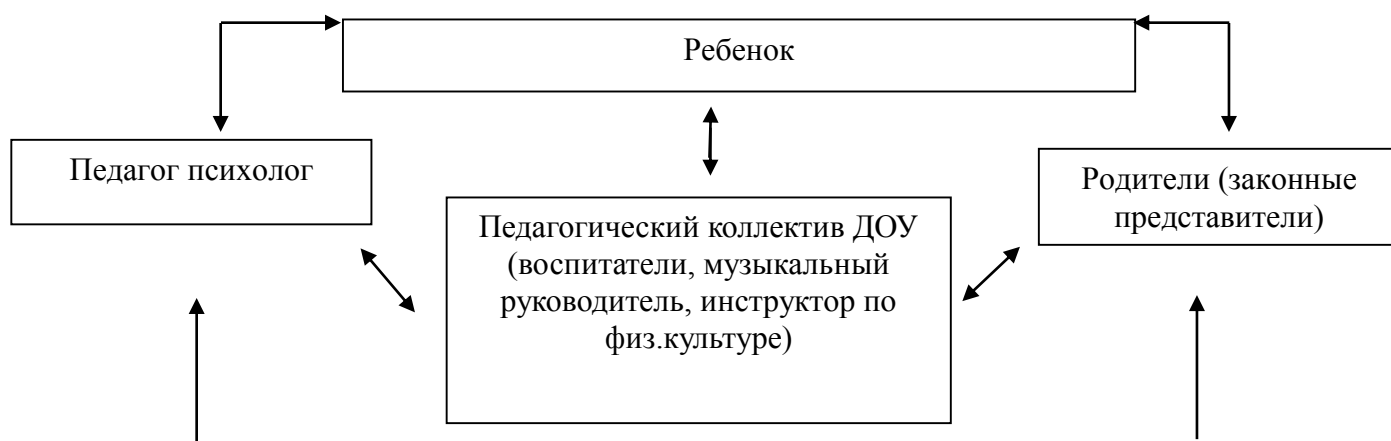 Ребенок
Педагог психолог
Родители (законные
представители)
Педагогический коллектив ДОУ
(воспитатели, музыкальный
руководитель, инструктор по
физ.культуре)